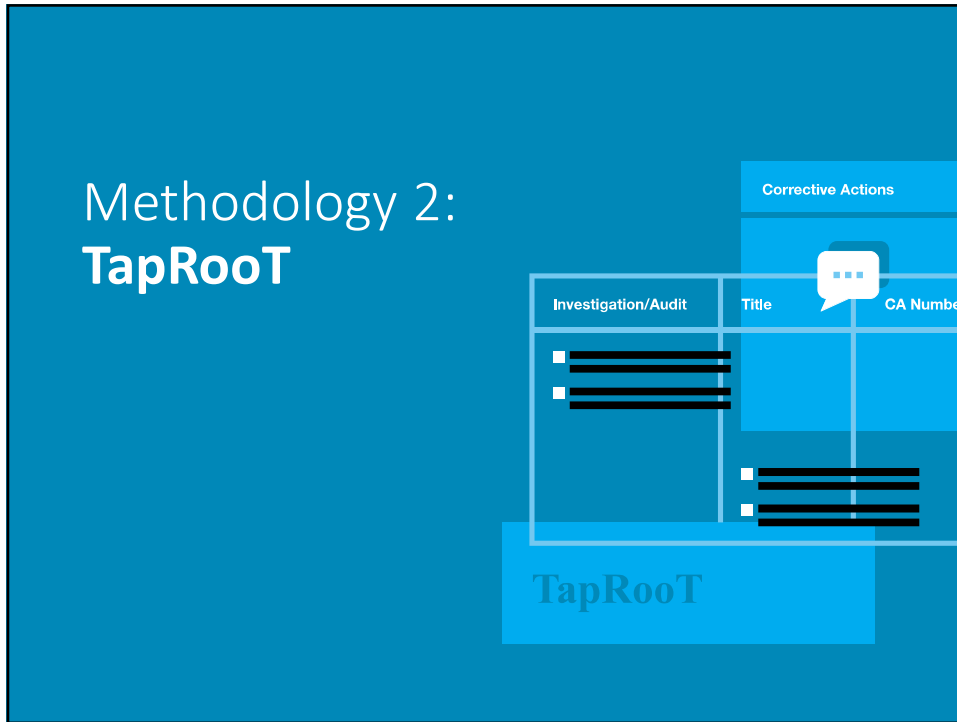 Methodology 2:
TapRooT
Corrective Actions
Investigation/Audit
Title
CA Numbe
TapRooT